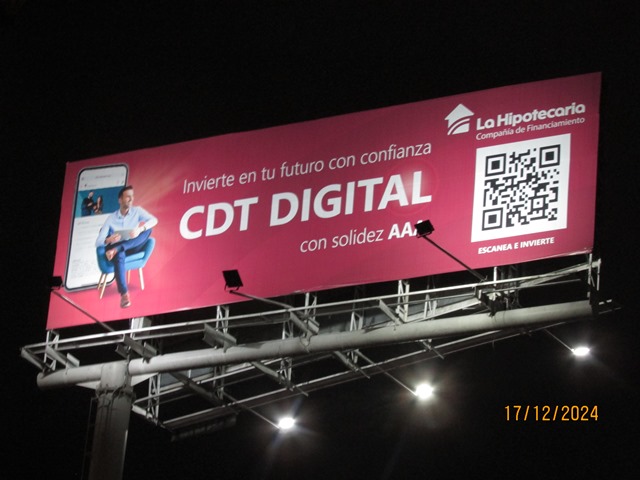 La Hipotecaria
Compañía de Financiamiento
Invierte en tu futuro con confianza
CDT DIGITAL
con solidez AAA
ESCANEA E INVIERTE
17/12/2024